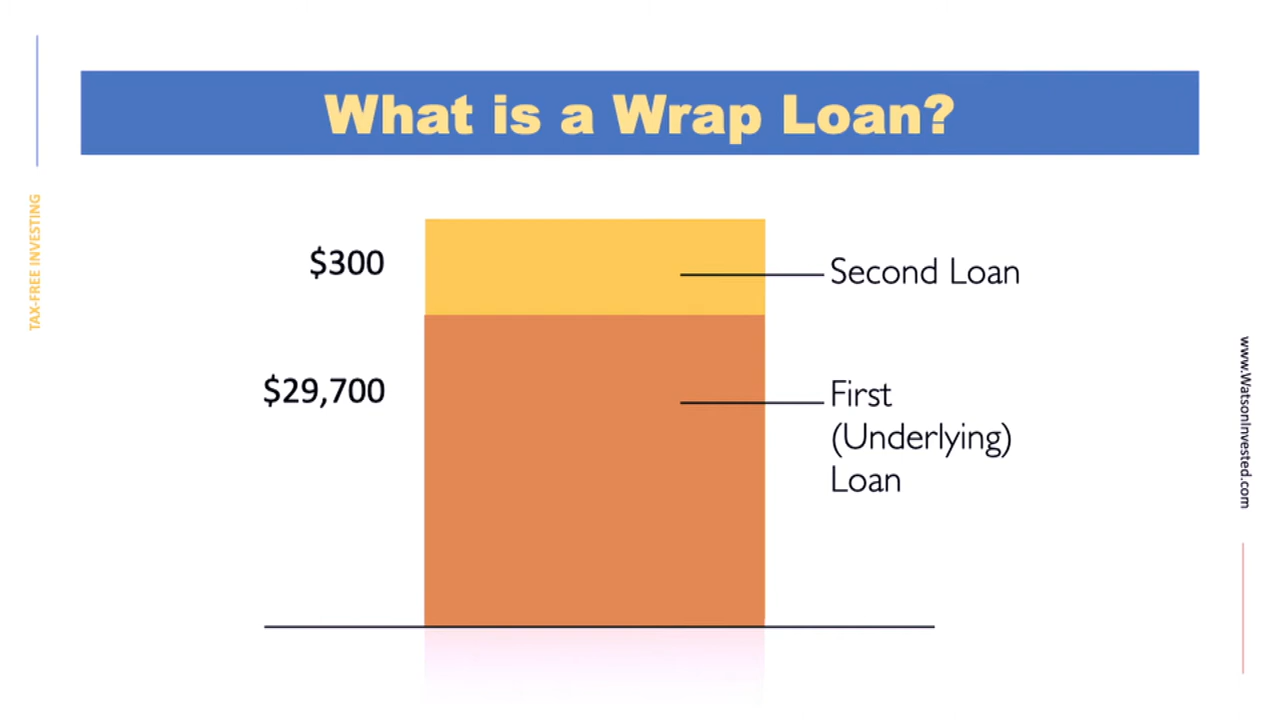 What is a Wrap Loan?
TAX-FREE INVESTING
$300
Second Loan
$29,700
First
(Underlying)
Loan
www.WatsonInvested.com